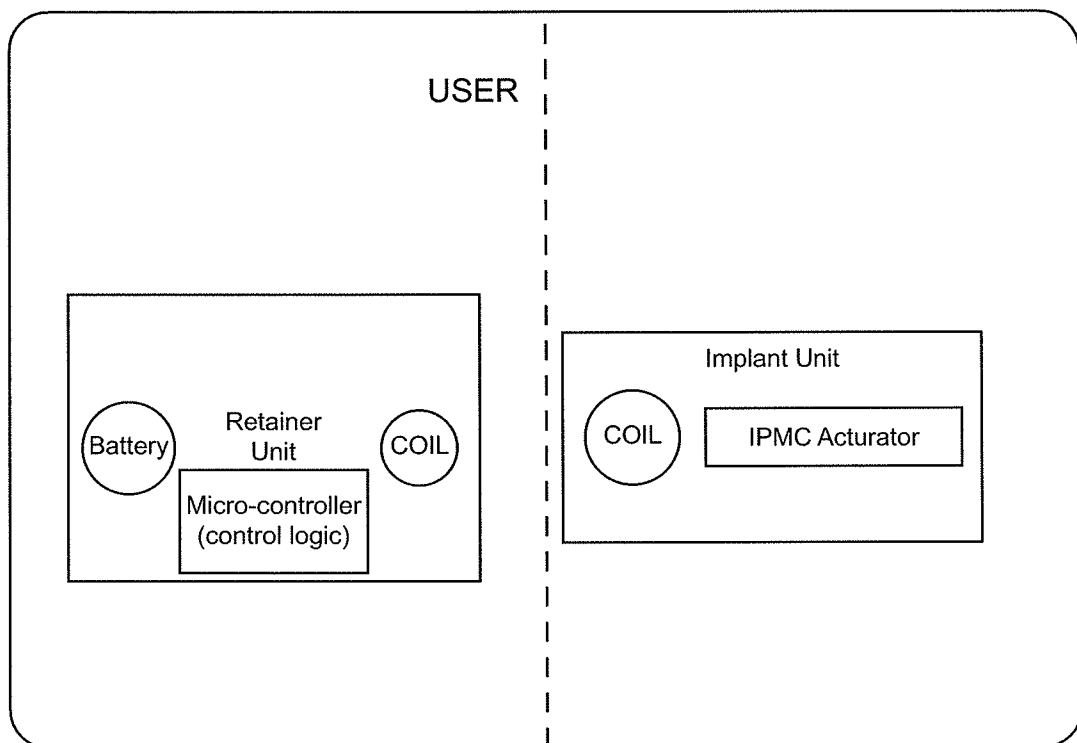 USER
Battery
Retainer
Unit
COIL
Micro-controller
(control logic)
Implant Unit
COIL
IPMC Acturator